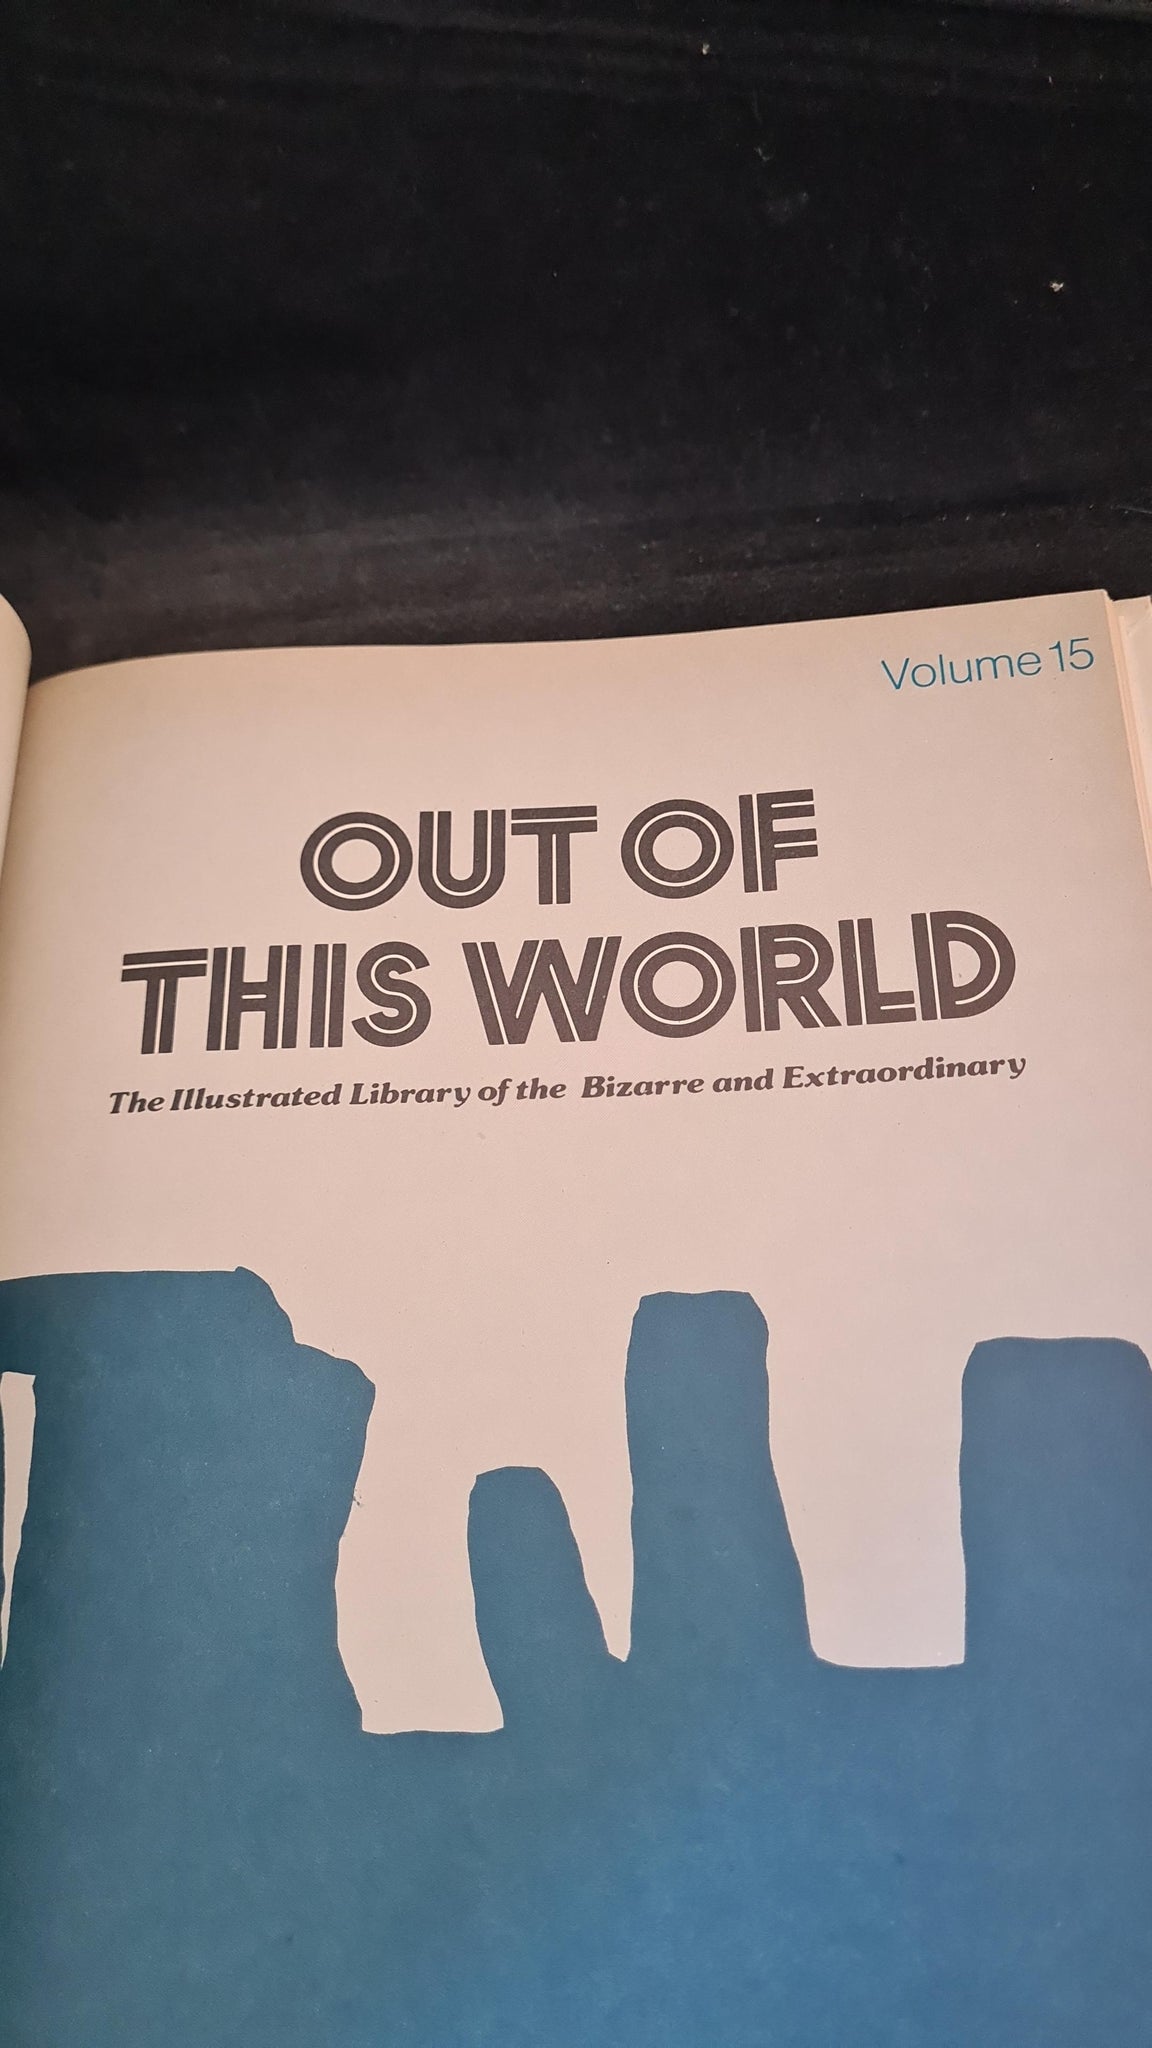 Volume 15
OUT OF
THIS WORLD
The Illustrated Library of the Bizarre and Extraordinary